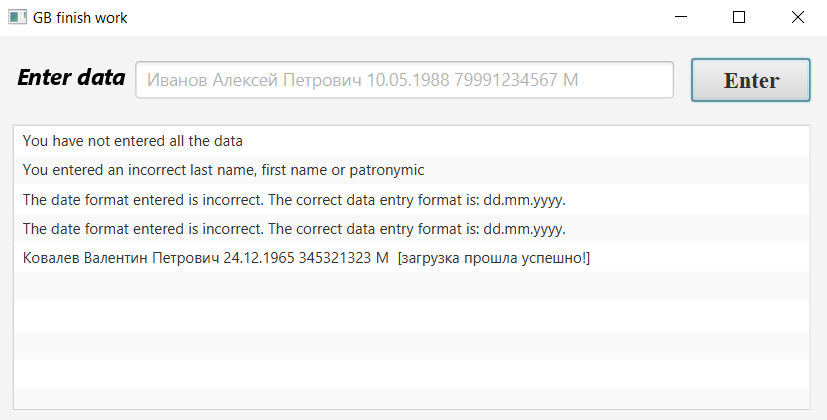 GB finish work
Enter data
Иванов Алексей Петрович 10.05.1988 79991234567 М
Enter
You have not entered all the data
You entered an incorrect last name, first name or patronymic
The date format entered is incorrect. The correct data entry format is: dd.mm.yyyy.
The date format entered is incorrect. The correct data entry format is: dd.mm.yyyy.
Ковалев Валентин Петрович 24.12.1965 345321323 М  [загрузка прошла успешно!]